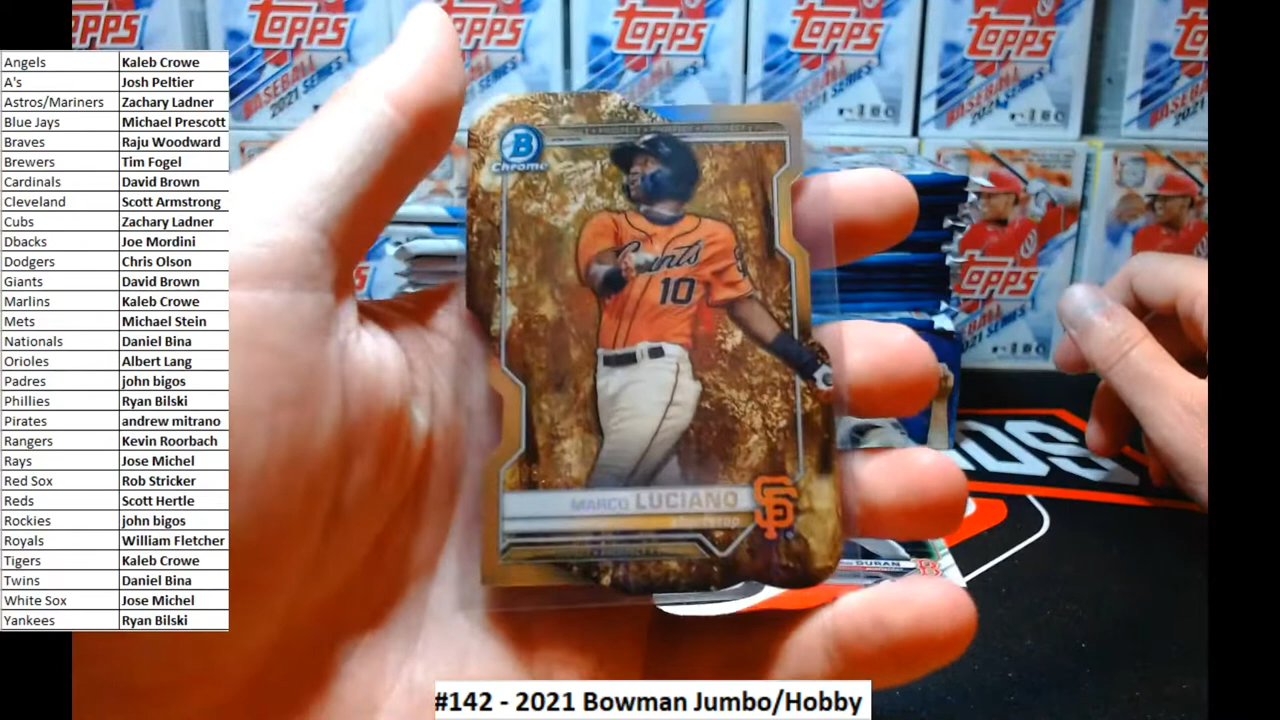 Angels Kaleb Crowe
A's Josh Peltier
Astros/Mariners Zachary Ladner
Blue Jays Michael Prescott
Braves Raju Woodward
Brewers Tim Fogel
Cardinals David Brown
Cleveland Scott Armstrong
Cubs Zachary Ladner
Dbacks Joe Mordini
Dodgers Chris Olson
Giants David Brown
Marlins Kaleb Crowe
Mets Michael Stein
Nationals Daniel Bina
Orioles Albert Lang
Padres john bigos
Phillies Ryan Bilski
Pirates andrew mitrano
Rangers Kevin Roorbach
Rays Jose Michel
Red Sox Rob Stricker
Reds Scott Hertle
Rockies john bigos
Royals William Fletcher
Tigers Kaleb Crowe
Twins Daniel Bina
White Sox Jose Michel
Yankees Ryan Bilski
TOPPS
TOPPS
TOPPS
TOPPS
BASEBALL
2021 SERIES
TOPPS
2021 SERIES
B
Chrome
Giants
10
MARCO LUCIANO
SF
DURAN
B
#142 - 2021 Bowman Jumbo/Hobby